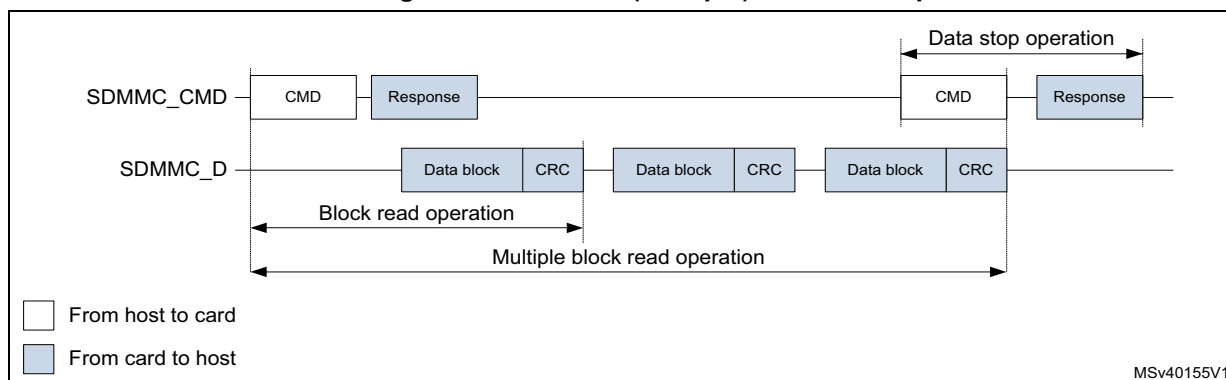 Data stop operation
SDMMC_CMD CMD Response CMD Response
SDMMC_D Data block CRC Data block CRC Data block CRC
Block read operation
Multiple block read operation
From host to card
From card to host
MSv40155V1